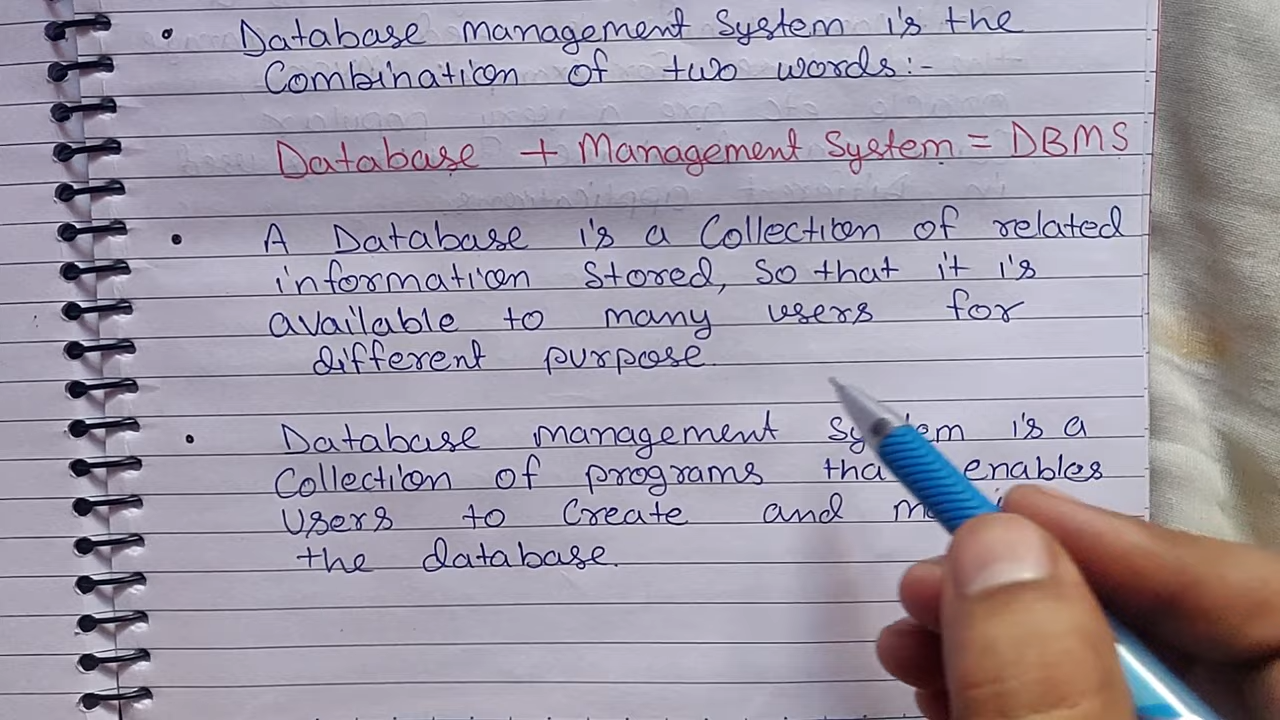 • Database management System is the
Combination of two words:-
Database + Management System = DBMS
• A Database is a Collection of related
information Stored, so that it is
available to many users for
different purpose.
• Database management System is a
Collection of programs that enables
Users to Create and
the database.